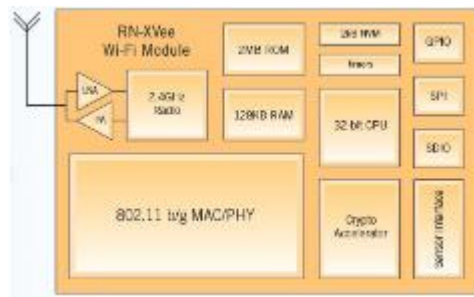 RN-XVee
Wi-Fi Module
2MB ROM
GPIO
LNA
2.4GHz
Radio
PA
128KB RAM
32 bit CPU
SPI
SDIO
802.11 b/g MAC/PHY
Crypto
Accelerator
Sensor Interface